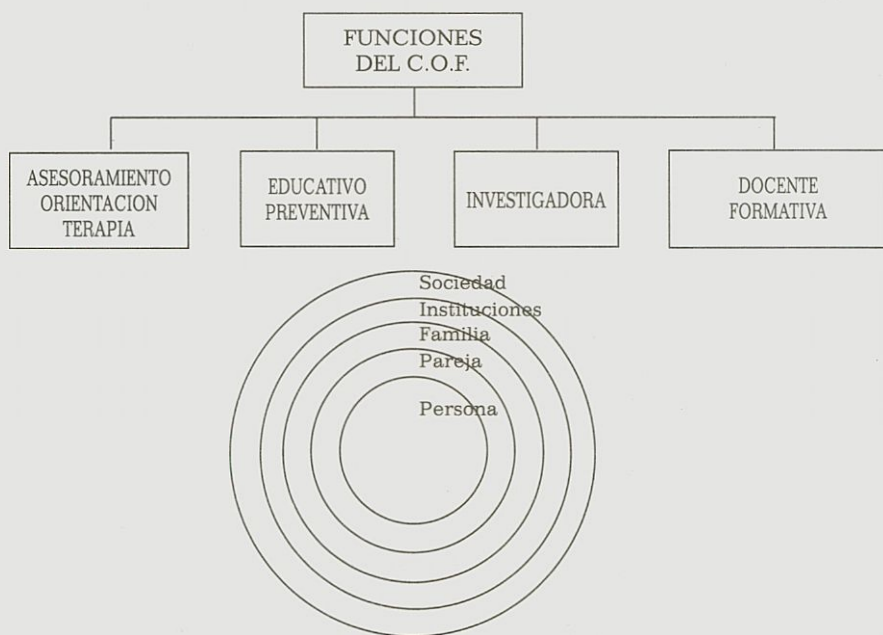 FUNCIONES
DEL C.O.F.
ASESORAMIENTO
ORIENTACION
TERAPIA
EDUCATIVO
PREVENTIVA
INVESTIGADORA
DOCENTE
FORMATIVA
Sociedad
Instituciones
Familia
Pareja
Persona